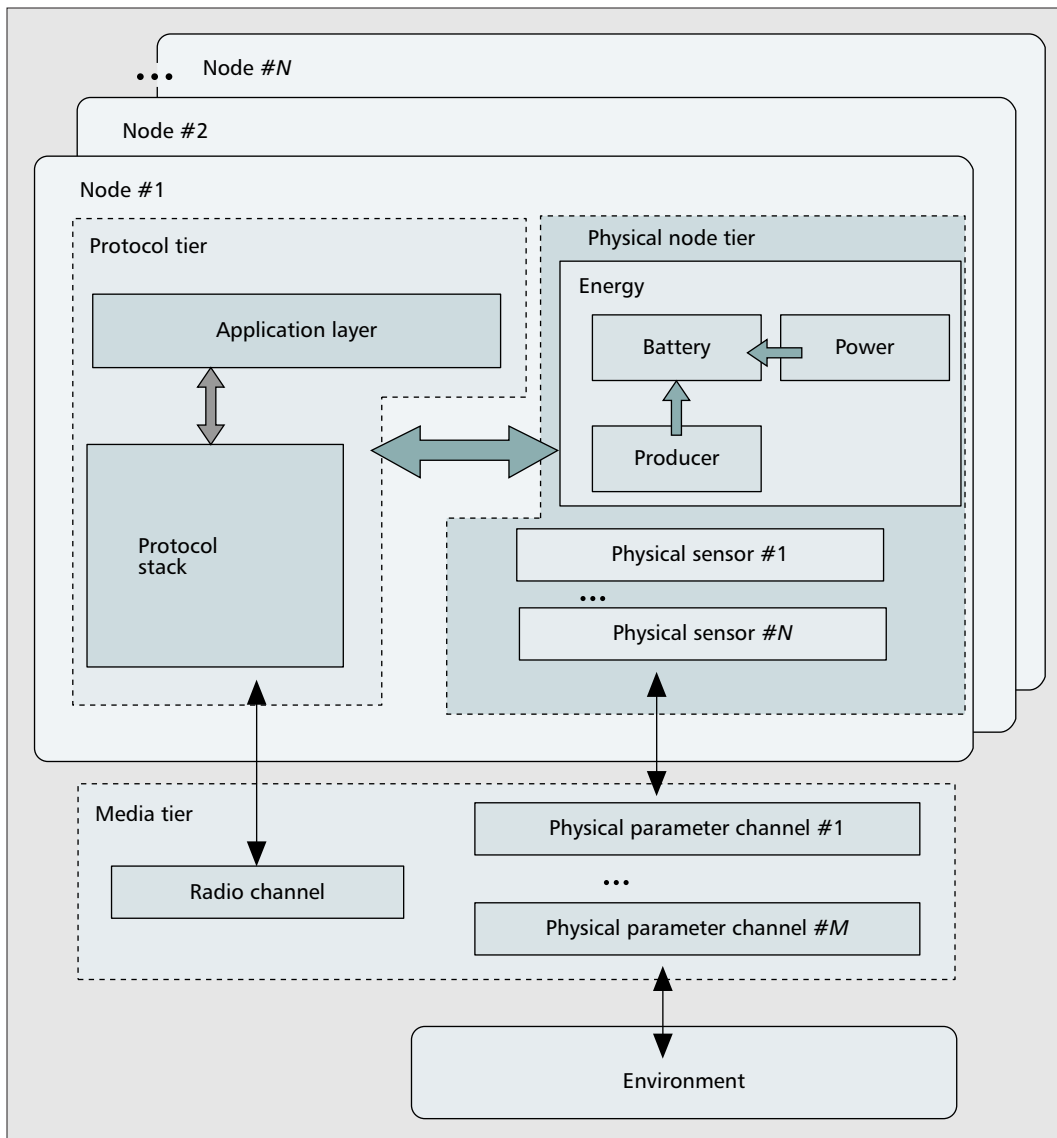 Node #N
...
Node #2
Node #1
Protocol tier
Application layer
Protocol
stack
Physical node tier
Energy
Battery
Power
Producer
Physical sensor #1
...
Physical sensor #N
Media tier
Radio channel
Physical parameter channel #1
...
Physical parameter channel #M
Environment